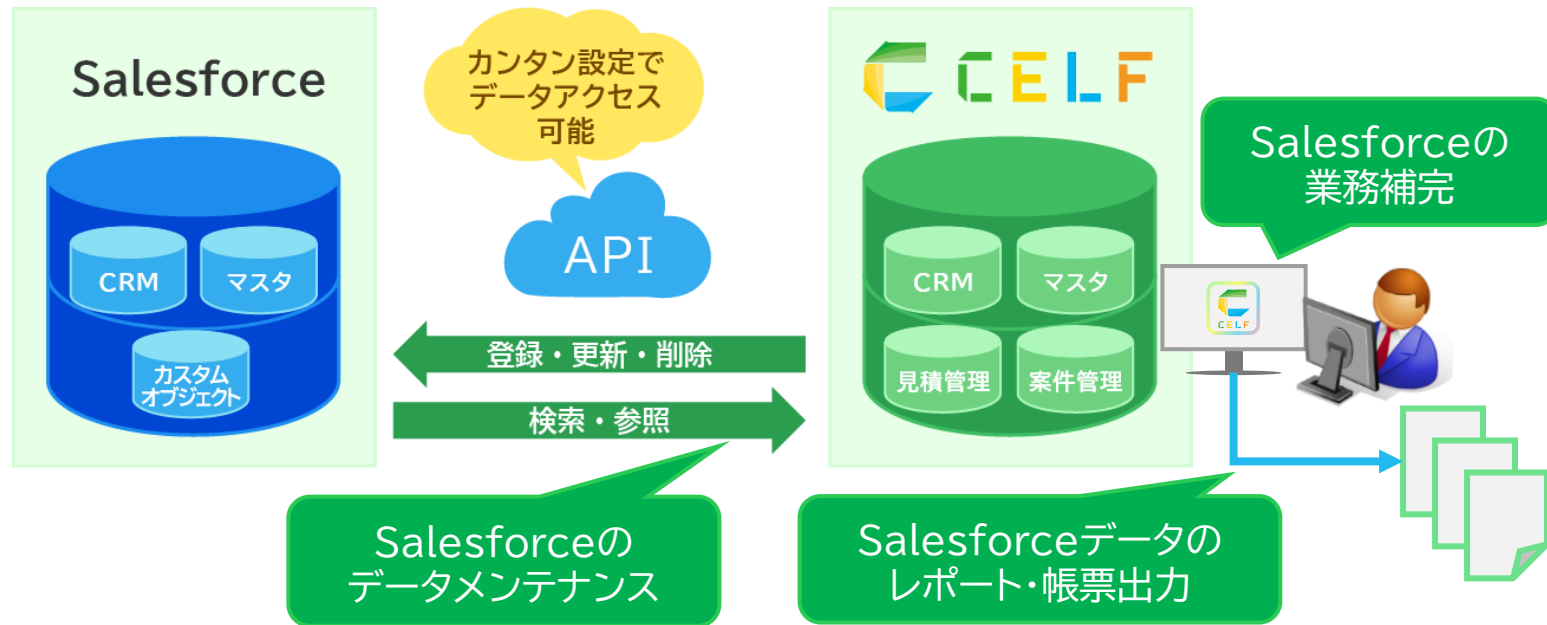 Salesforce
カンタン設定で
データアクセス
可能
CELF
Salesforceの
業務補完
API
CRM
マスタ
カスタム
オブジェクト
CRM
マスタ
見積管理
案件管理
CELF
登録・更新・削除
検索・参照
Salesforceの
データメンテナンス
Salesforceデータの
レポート・帳票出力